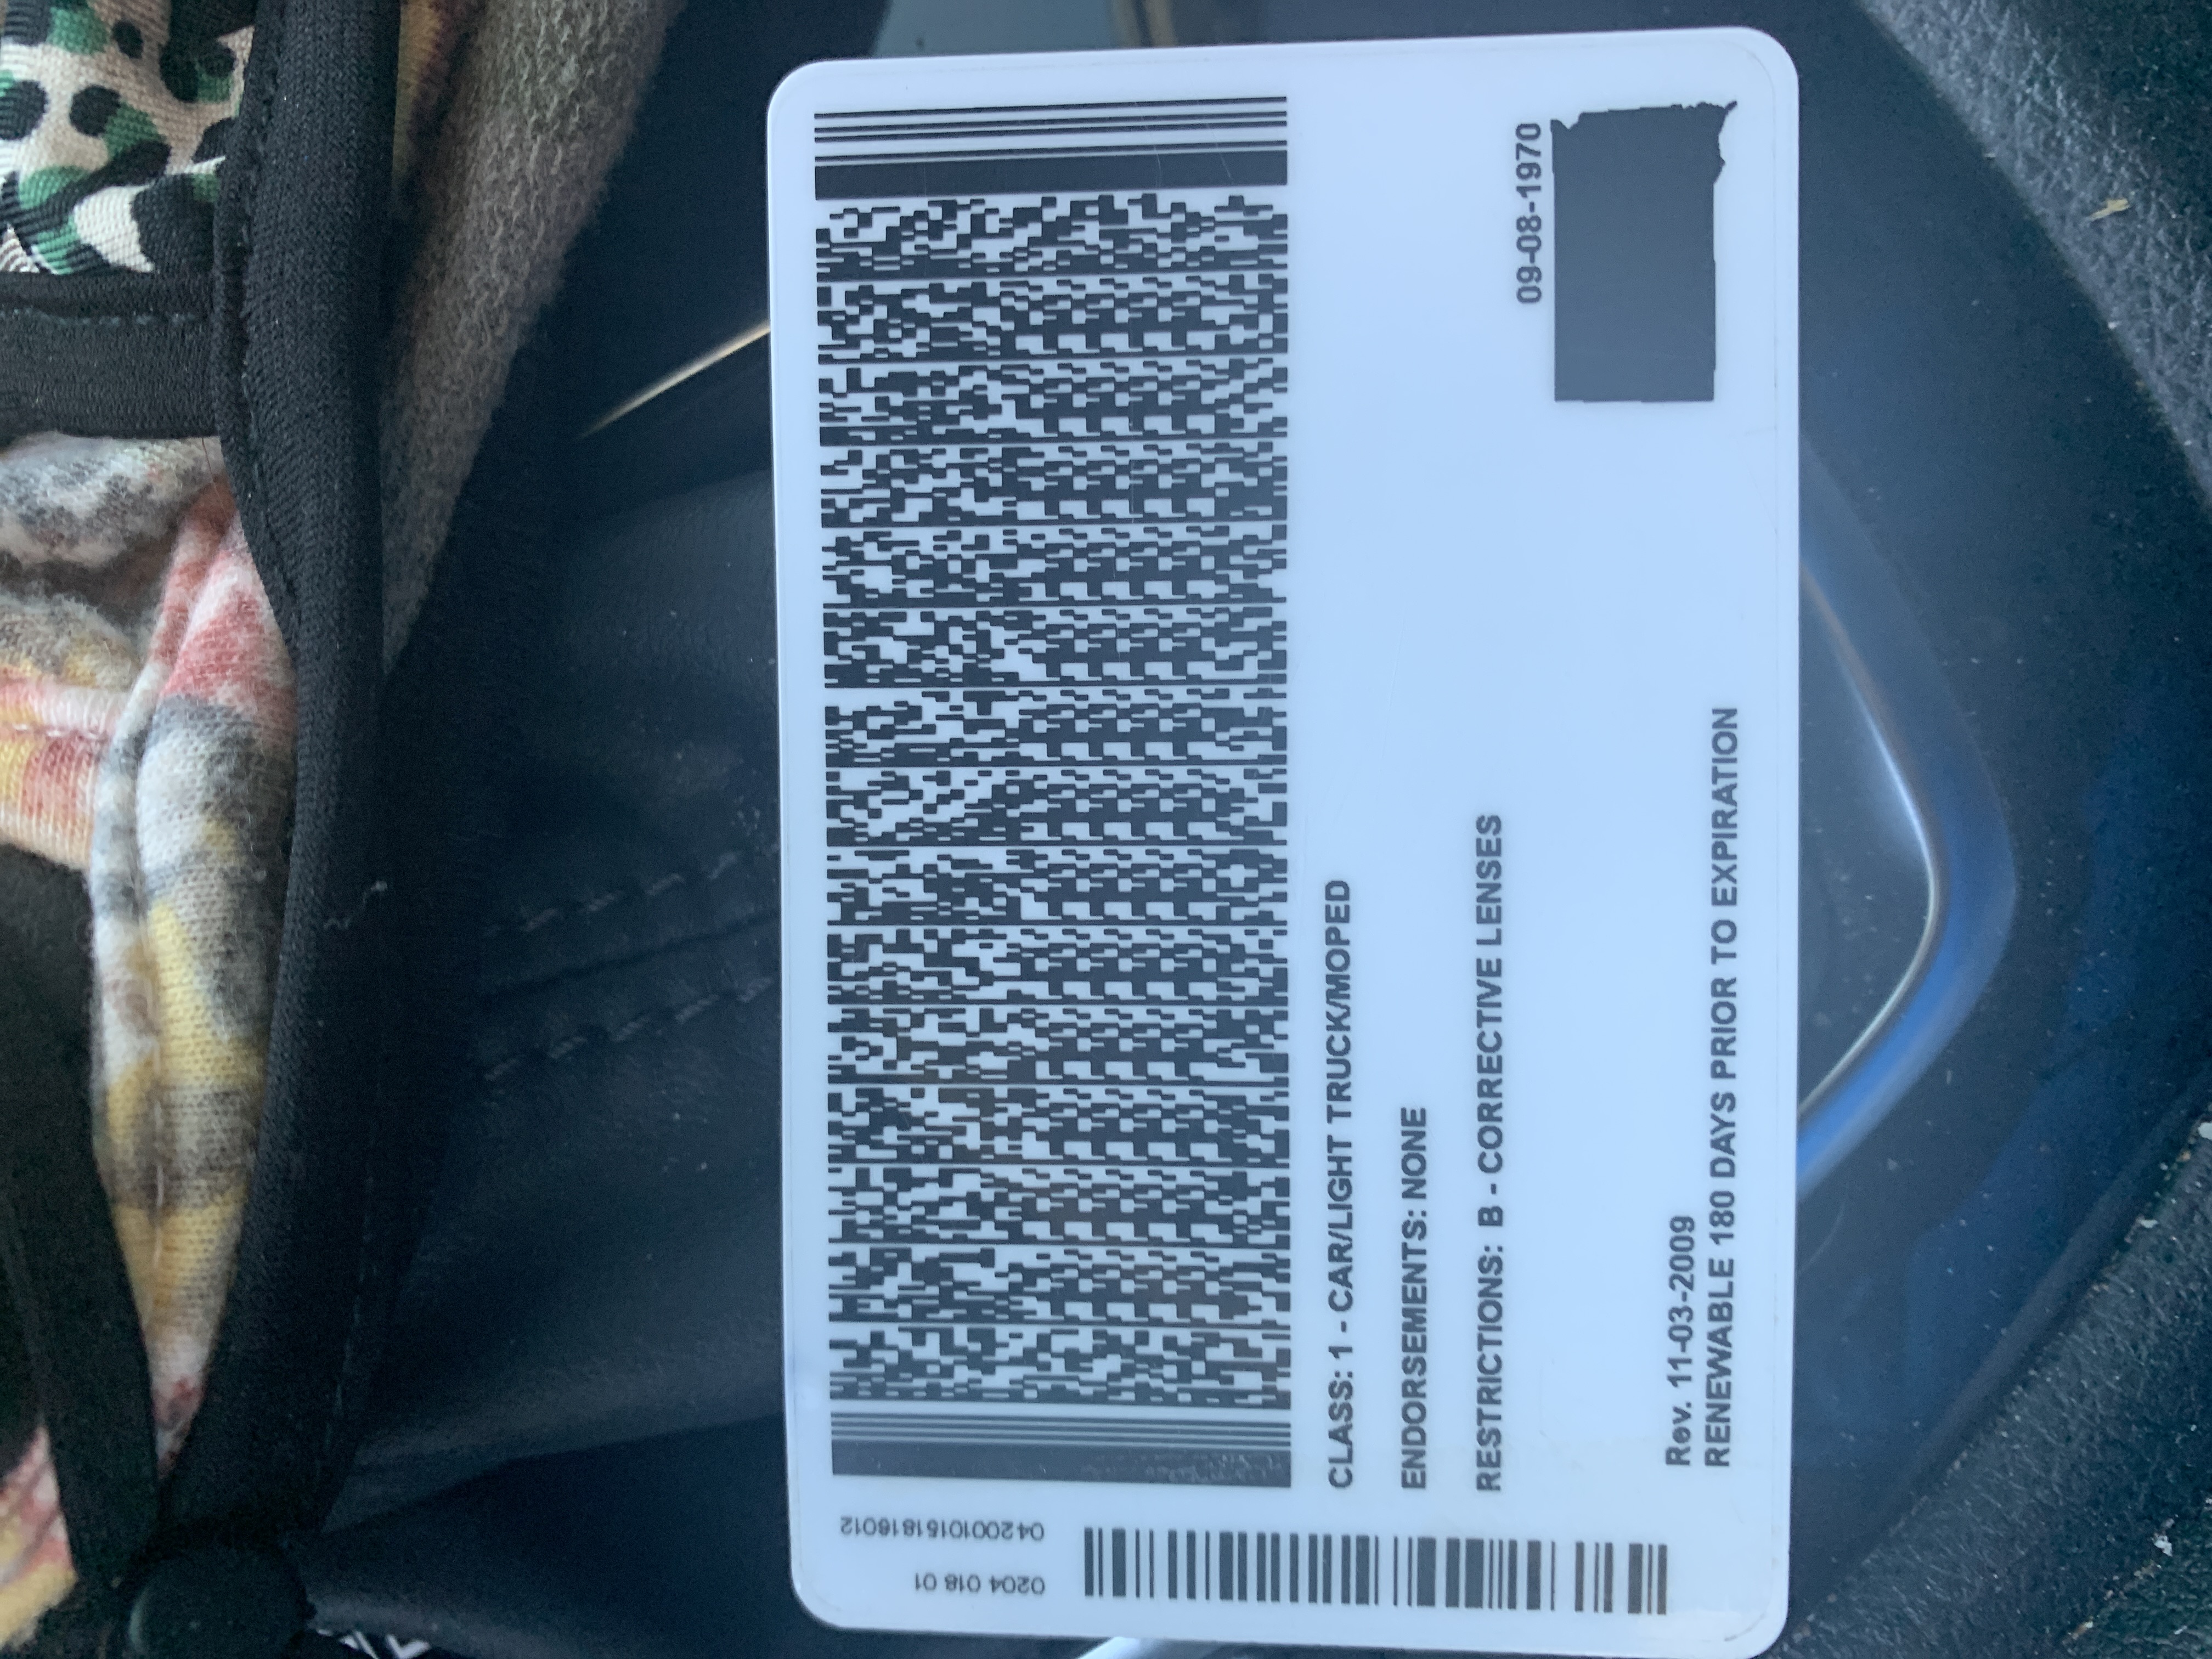 0204 018 01
0420010151816012
CLASS: 1 - CAR/LIGHT TRUCK/MOPED
ENDORSEMENTS: NONE
RESTRICTIONS: B - CORRECTIVE LENSES
09-08-1970
Rev. 11-03-2009
RENEWABLE 180 DAYS PRIOR TO EXPIRATION